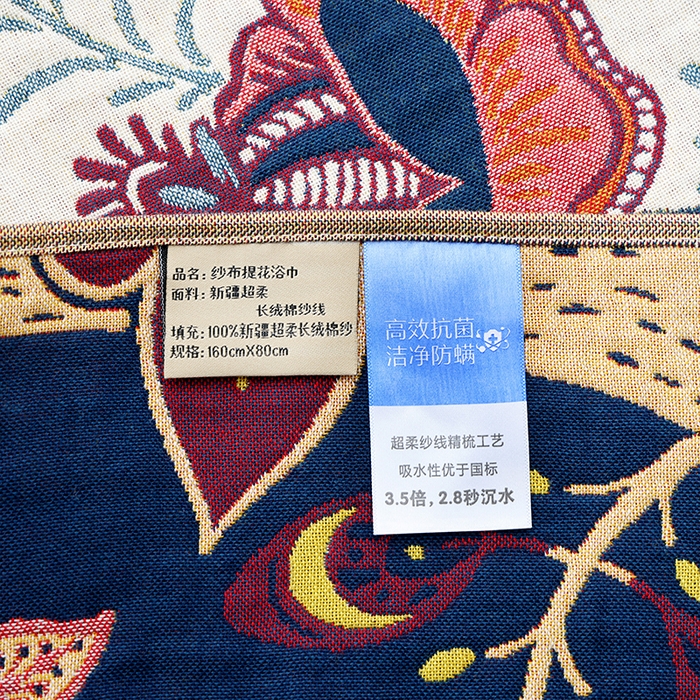 品名：纱布提花浴巾
面料：新疆超柔
长绒棉纱线
填充：100%新疆超柔长绒棉纱
规格：160cmX80cm
高效抗菌
洁净防螨
超柔纱线精梳工艺
吸水性优于国标
3.5倍，2.8秒沉水